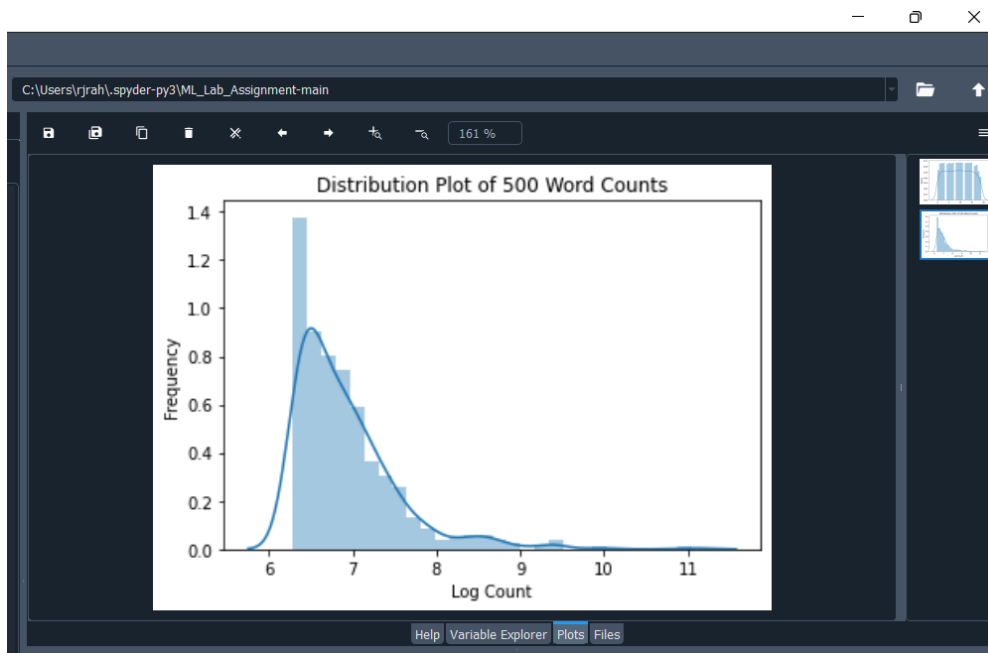 C:\Users\rjrah\.spyder-py3\ML_Lab_Assignment-main
161 %
Distribution Plot of 500 Word Counts
1.4
1.2
1.0
0.8
0.6
0.4
0.2
0.0
Frequency
6 7 8 9 10 11
Log Count
Help Variable Explorer Plots Files